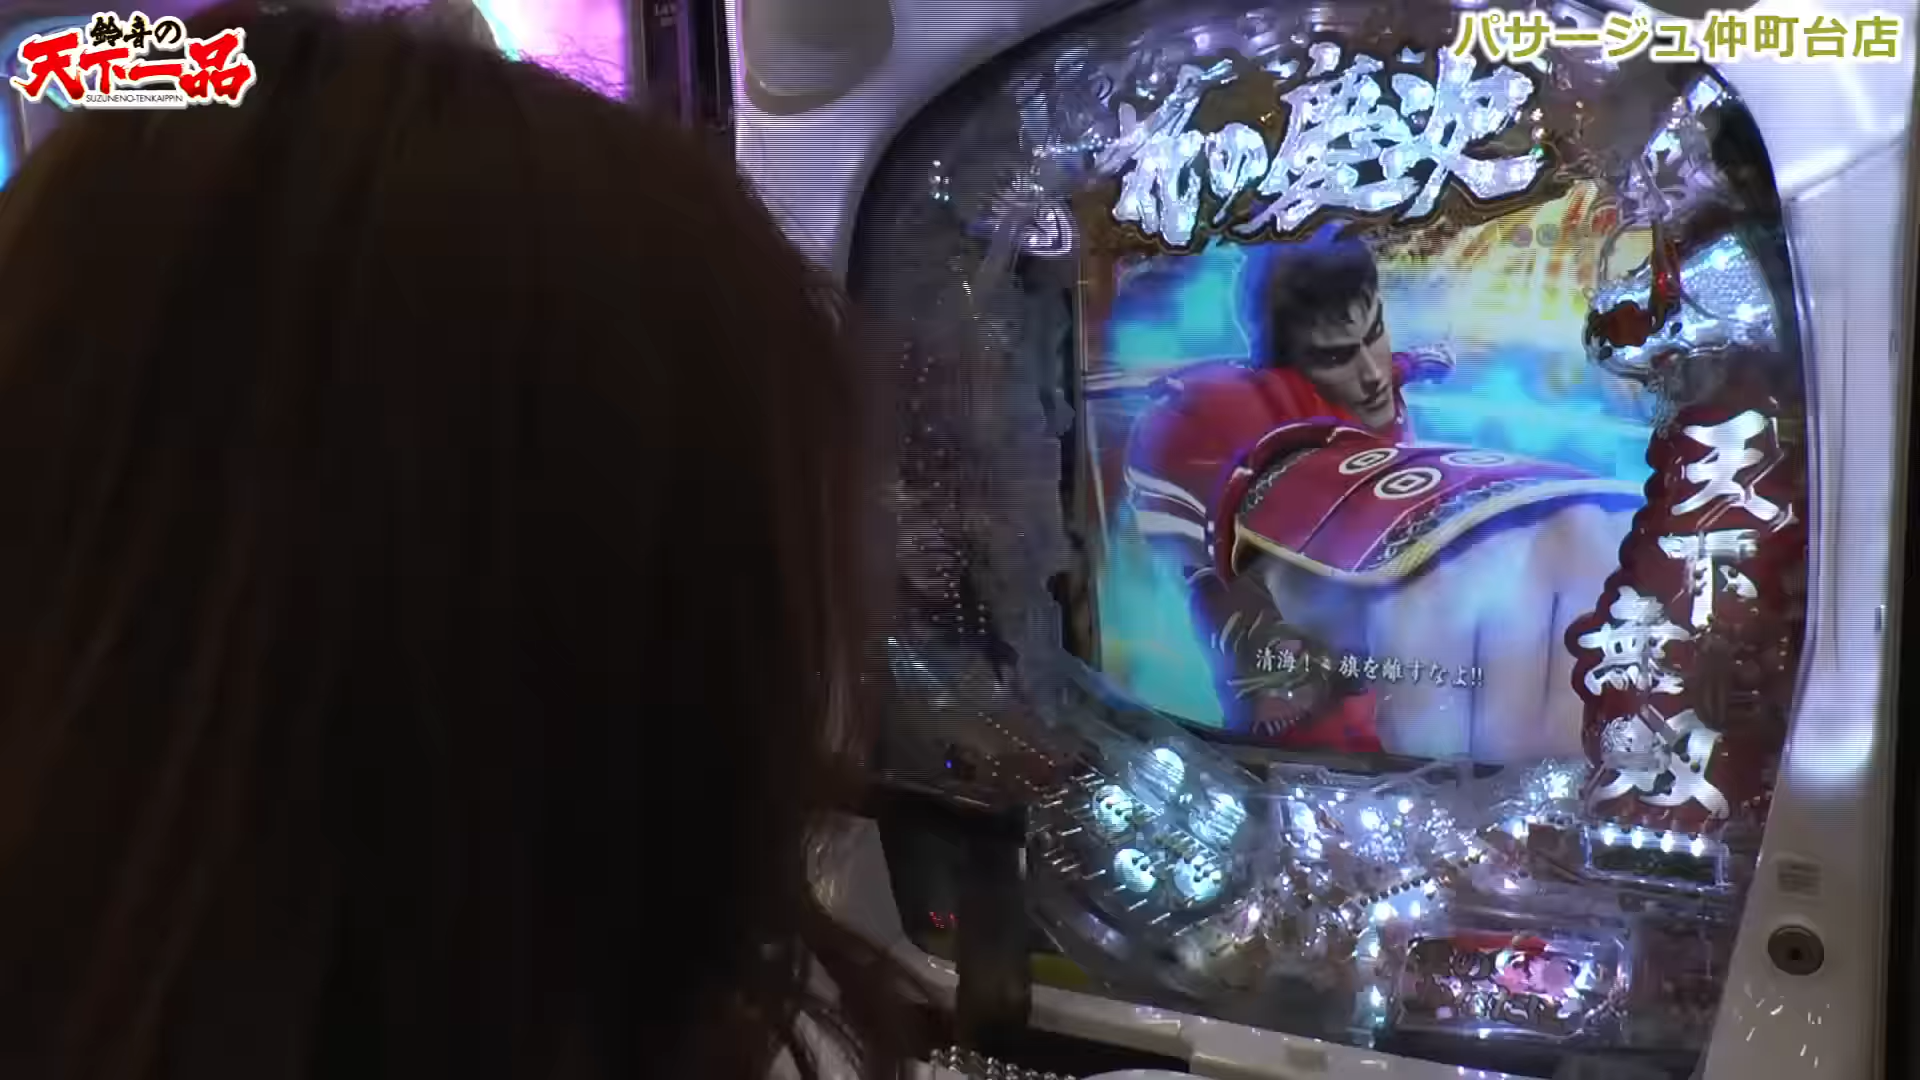 鈴音の
天下一品
SUZUNENO-TENKAIPPIN
パサージュ仲町台店
花の慶次
清海！ 旗を離すなよ!!
天下無双